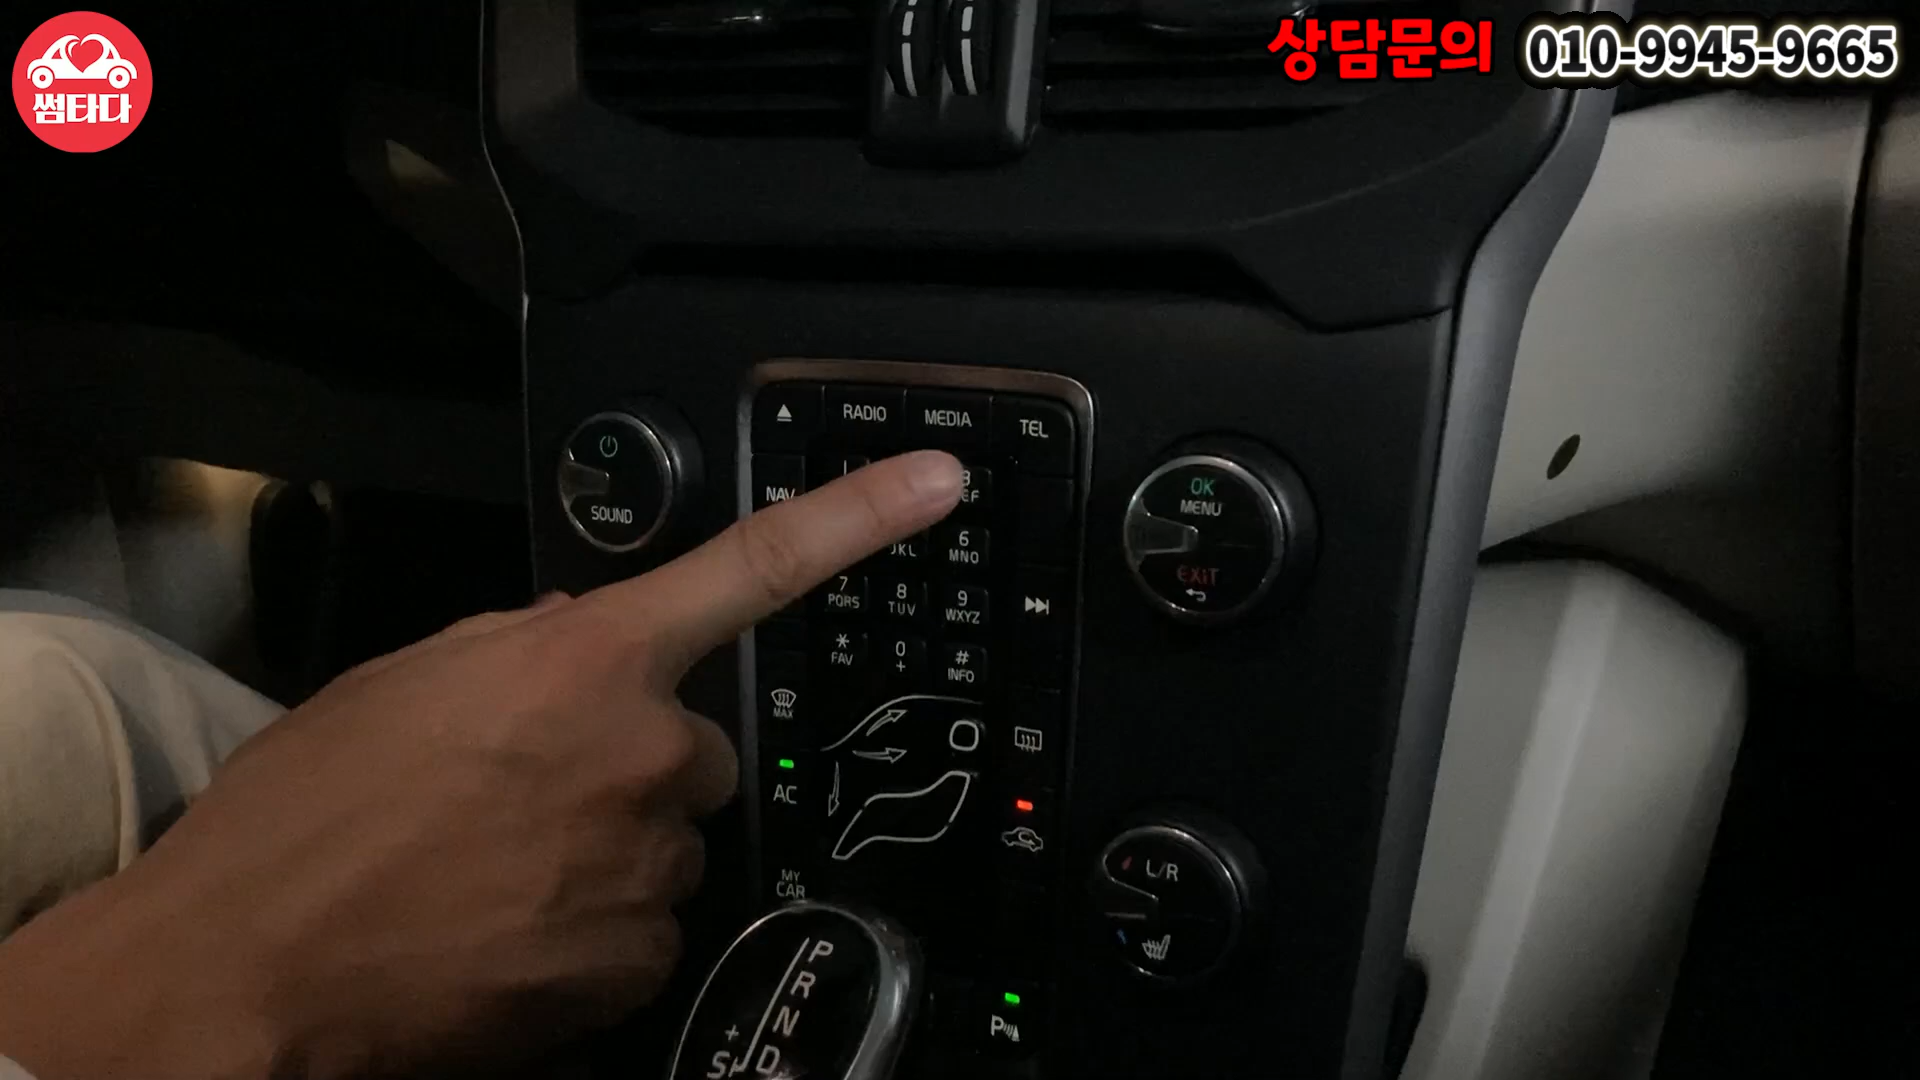 썸타다
상담문의 010-9945-9665
RADIO MEDIA TEL
SOUND
NAV
OK
MENU
EXIT
JKL
6
MNO
7
PQRS
8
TUV
9
WXYZ
*
FAV
0
+
#
INFO
MAX
AC
MY
CAR
L/R
P
R
N
D
+
S
P